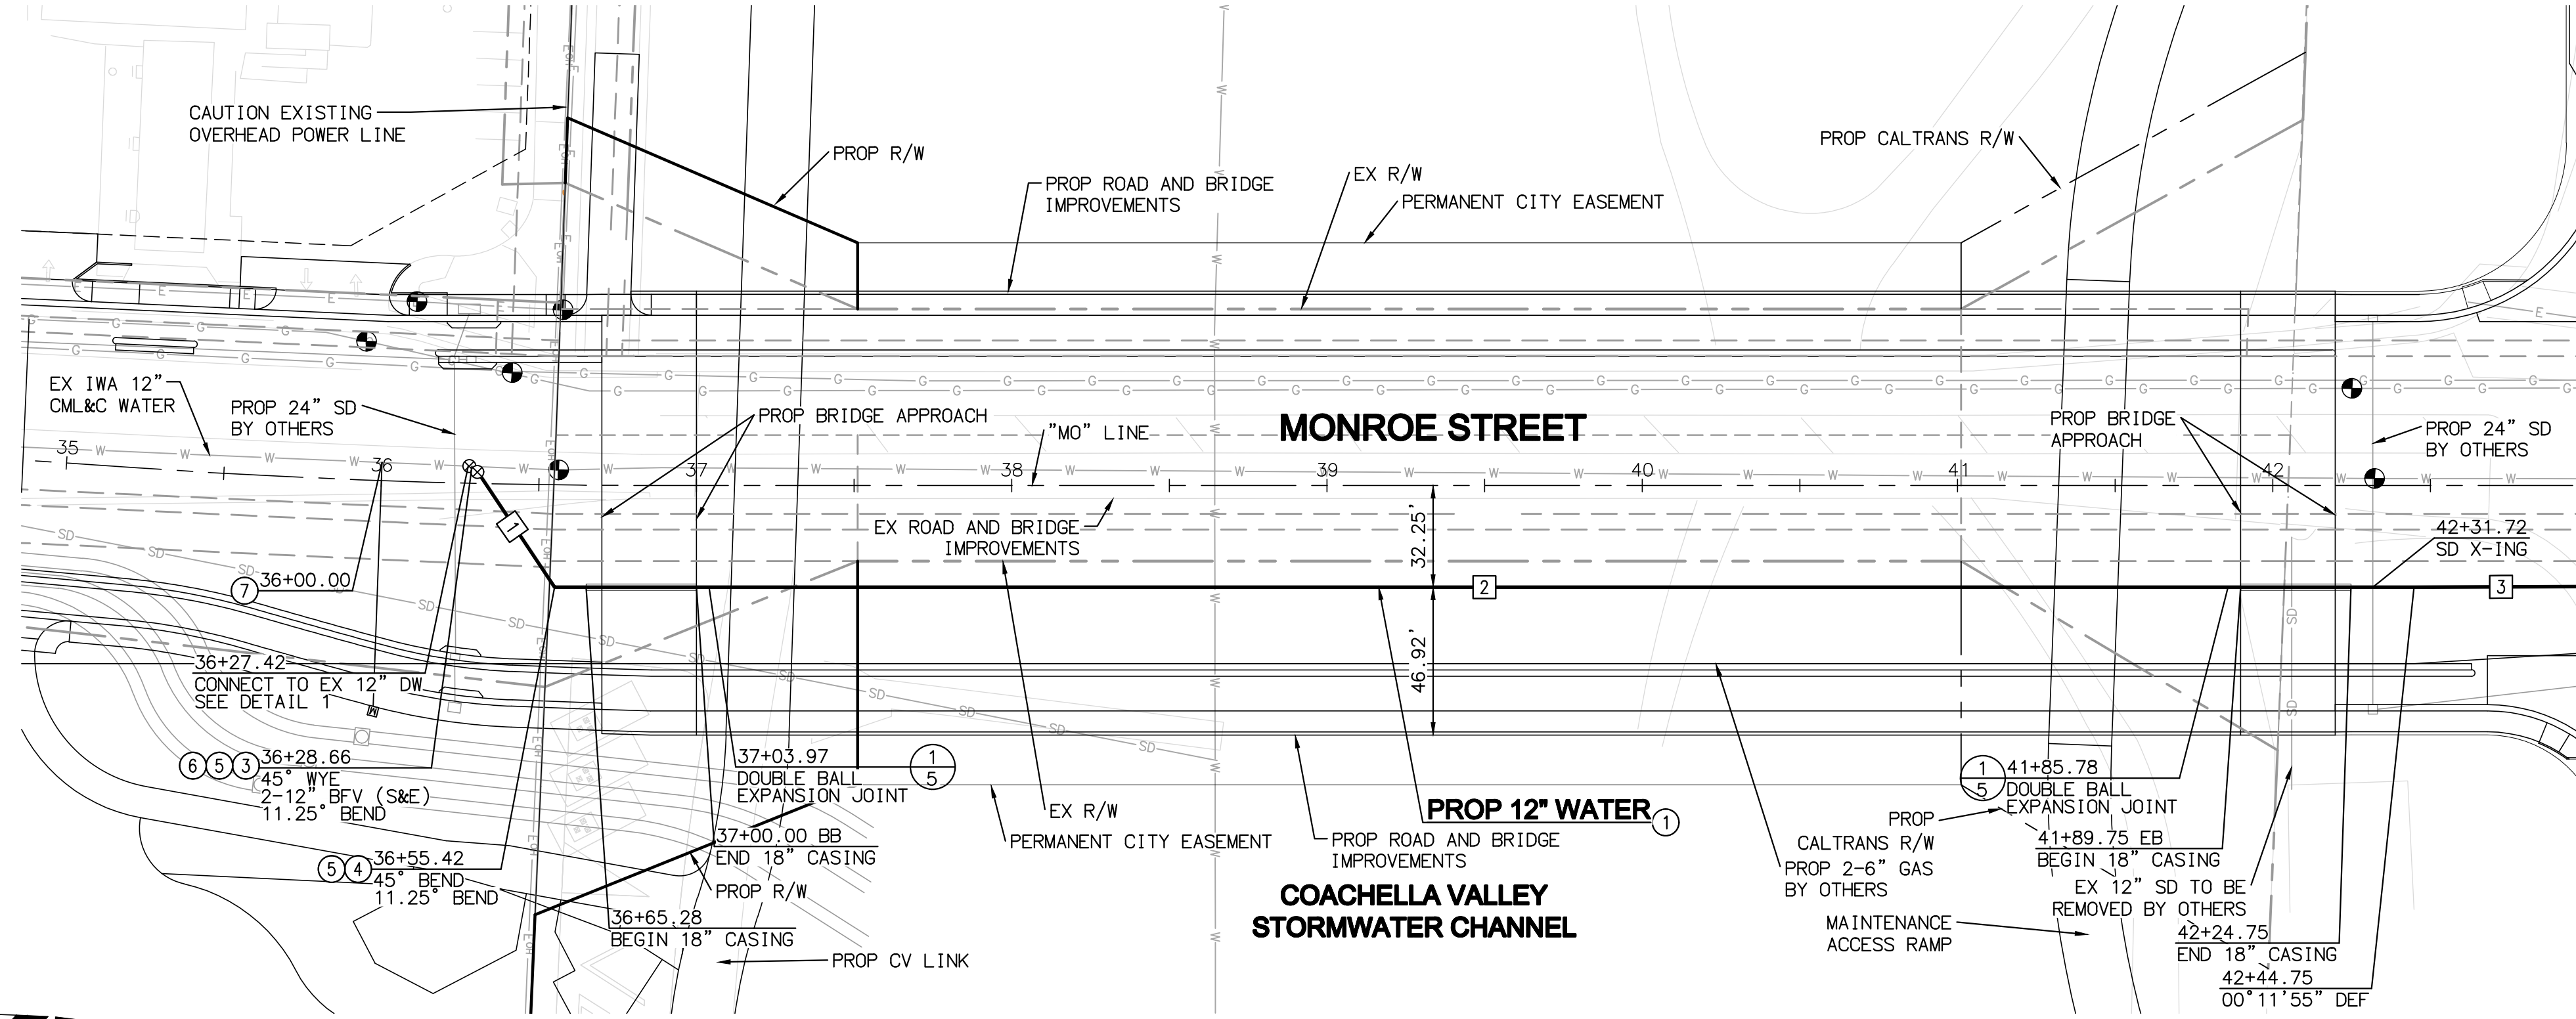 CAUTION EXISTING
OVERHEAD POWER LINE
PROP R/W
PROP ROAD AND BRIDGE
IMPROVEMENTS
EX R/W
PERMANENT CITY EASEMENT
PROP CALTRANS R/W
EX IWA 12"
CML&C WATER
PROP 24" SD
BY OTHERS
PROP BRIDGE APPROACH
"MO" LINE
MONROE STREET
PROP BRIDGE
APPROACH
PROP 24" SD
BY OTHERS
35
36
37
38
39
40
41
42
1
EX ROAD AND BRIDGE
IMPROVEMENTS
32.25'
46.92'
2
3
42+31.72
SD X-ING
7 36+00.00
36+27.42
CONNECT TO EX 12" DW
SEE DETAIL 1
M
6 5 3 36+28.66
45° WYE
2-12" BFV (S&E)
11.25° BEND
5 4 36+55.42
45° BEND
11.25° BEND
37+03.97
DOUBLE BALL
EXPANSION JOINT
1
5
37+00.00 BB
END 18" CASING
PROP R/W
36+65.28
BEGIN 18" CASING
PROP CV LINK
EX R/W
PERMANENT CITY EASEMENT
PROP 12" WATER 1
PROP ROAD AND BRIDGE
IMPROVEMENTS
COACHELLA VALLEY
STORMWATER CHANNEL
1
5
41+85.78
DOUBLE BALL
EXPANSION JOINT
PROP
CALTRANS R/W
41+89.75 EB
BEGIN 18" CASING
PROP 2-6" GAS
BY OTHERS
EX 12" SD TO BE
REMOVED BY OTHERS
MAINTENANCE
ACCESS RAMP
42+24.75
END 18" CASING
42+44.75
00°11'55" DEF